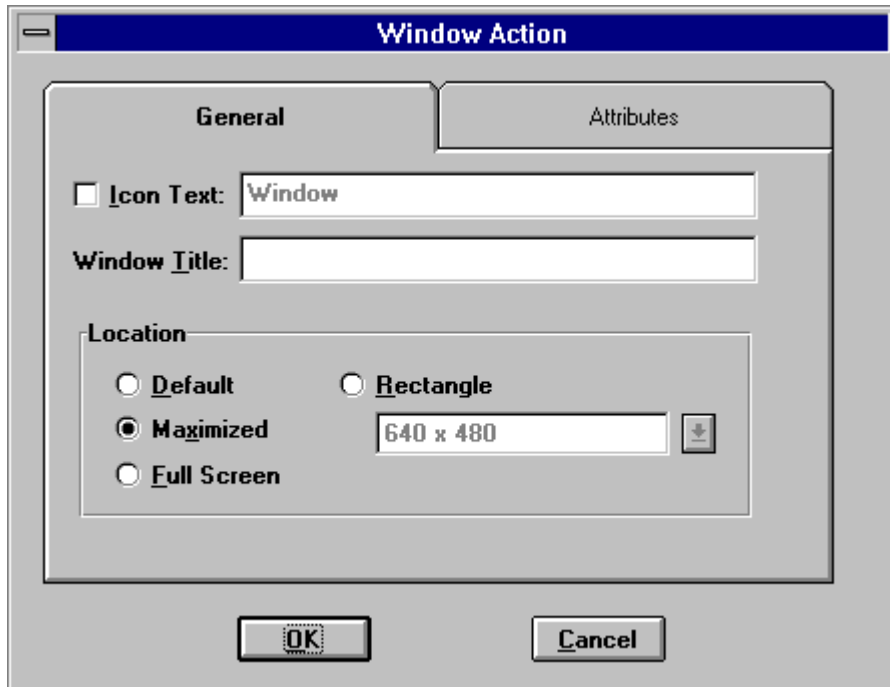 Window Action
General Attributes
Icon Text: Window
Window Title:
Location
Default Rectangle
Maximized 640 x 480
Full Screen
OK Cancel